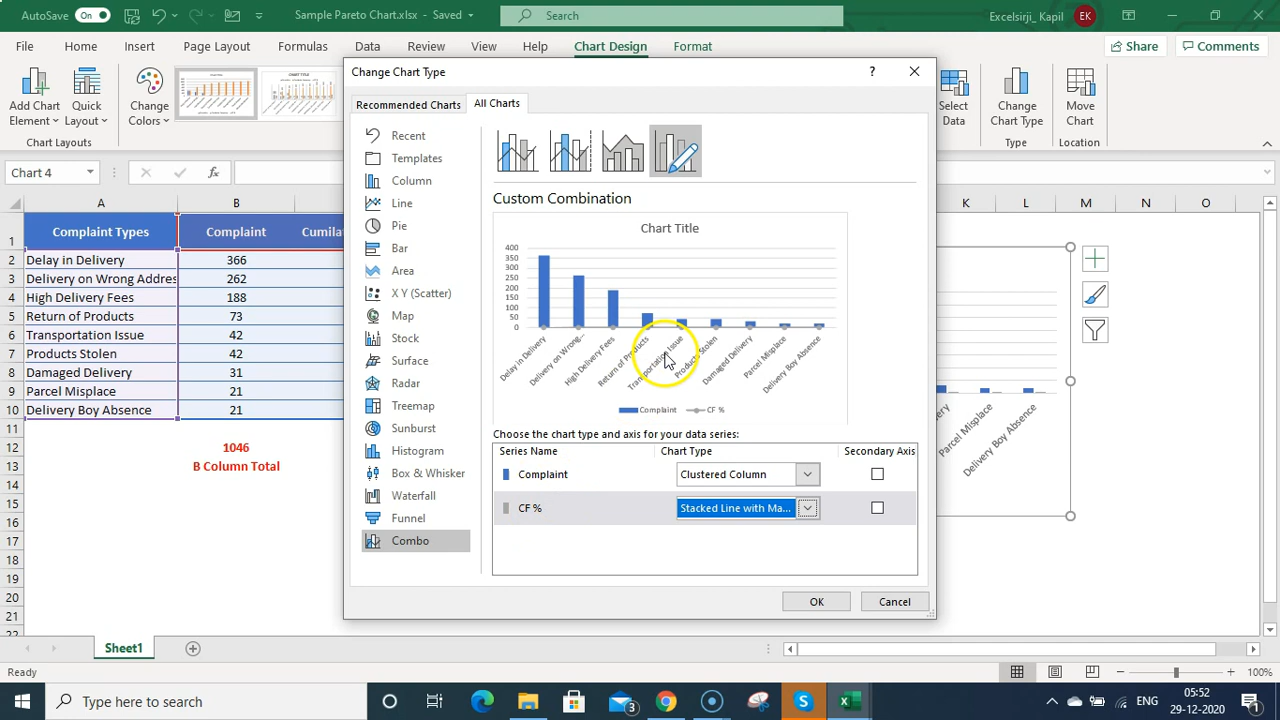 AutoSave On Sample Pareto Chart.xlsx - Saved Search Excelsirji_ Kapil EK
File Home Insert Page Layout Formulas Data Review View Help Chart Design Format Share Comments
Add Chart Element Quick Layout Change Colors Select Data Change Chart Type Move Chart
Chart Layouts Type Location
Chart 4
A B K L M N O
Complaint Types Complaint Cumilat
1
2 Delay in Delivery 366
3 Delivery on Wrong Addres 262
4 High Delivery Fees 188
5 Return of Products 73
6 Transportation Issue 42
7 Products Stolen 42
8 Damaged Delivery 31
9 Parcel Misplace 21
10 Delivery Boy Absence 21
11
12 1046
13 B Column Total
14
15
16
17
18
19
20
21
22
Change Chart Type ?
Recommended Charts All Charts
Recent
Templates
Column
Line
Pie
Bar
Area
X Y (Scatter)
Map
Stock
Surface
Radar
Treemap
Sunburst
Histogram
Box & Whisker
Waterfall
Funnel
Combo
Custom Combination
Chart Title
400
350
300
250
200
150
100
50
0
Delay in Delivery
Delivery on Wrong...
High Delivery Fees
Return of Products
Transportation Issue
Products Stolen
Damaged Delivery
Parcel Misplace
Delivery Boy Absence
Complaint CF %
Choose the chart type and axis for your data series:
Series Name Chart Type Secondary Axis
Complaint Clustered Column
CF % Stacked Line with Ma...
OK Cancel
Parcel Misplace
Delivery Boy Absence
Sheet1
Ready 100%
Type here to search 3 ENG 05:52
29-12-2020 1